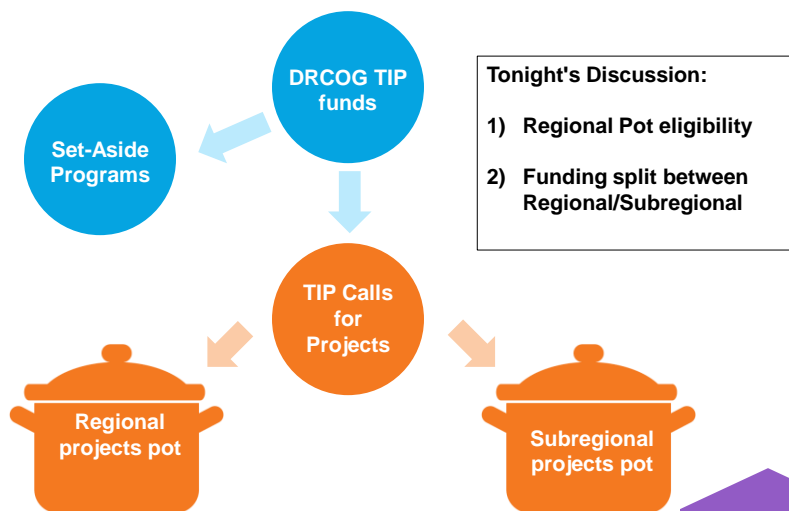 DRCOG TIP
funds
Set-Aside
Programs
Tonight's Discussion:
1) Regional Pot eligibility
2) Funding split between
Regional/Subregional
TIP Calls
for
Projects
Regional
projects pot
Subregional
projects pot